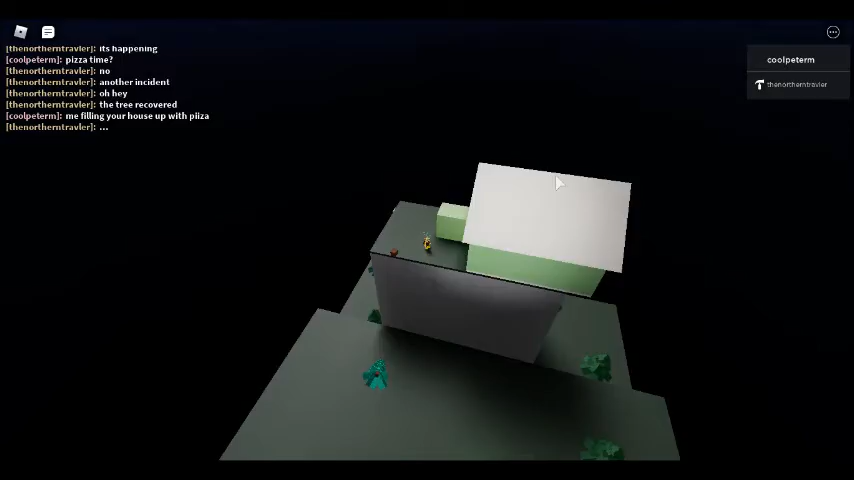 [thenortherntravler]: its happening
[coolpeterm]: pizza time?
[thenortherntravler]: no
[thenortherntravler]: another incident
[thenortherntravler]: oh hey
[thenortherntravler]: the tree recovered
[coolpeterm]: me filling your house up with piiza
[thenortherntravler]: ...
coolpeterm
thenortherntravler